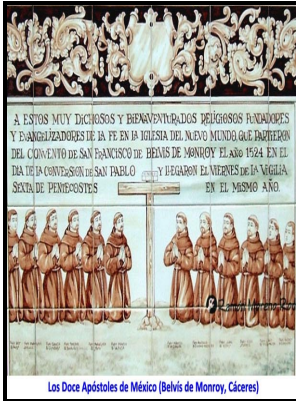 A ESTOS MUY DICHOSOS Y BIENAVENTURADOS RELIGIOSOS FUNDADORES
Y EVANGELIZADORES DE LA FE EN LA IGLESIA DEL NUEVO MUNDO, QUE PARTIERON
DEL CONVENTO DE SAN FRANCISCO DE BELVIS DE MONROY EL AÑO 1524 EN EL
DIA DE LA CONVERSION DE SAN PABLO Y LLEGARON EL VIERNES DE LA VIGILIA
SEXTA DE PENTECOSTES EN EL MISMO AÑO.
Los Doce Apóstoles de México (Belvís de Monroy, Cáceres)